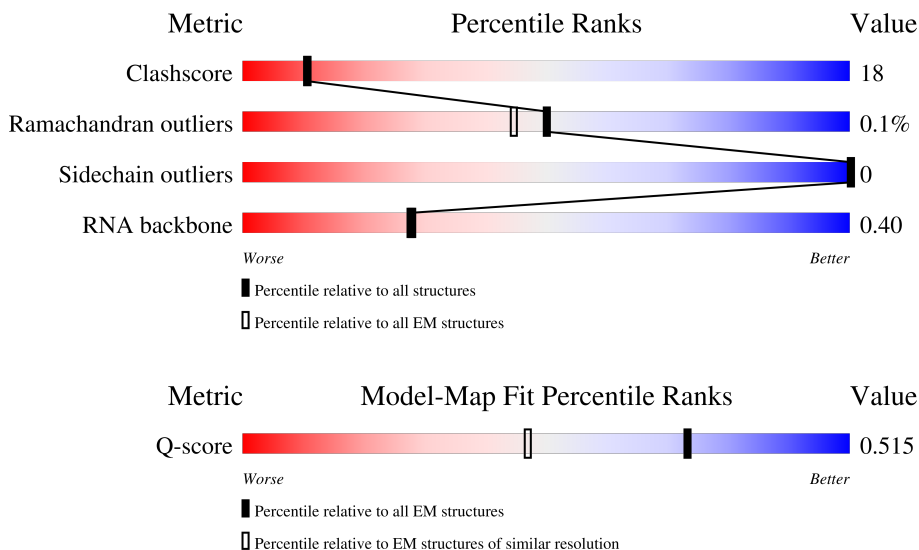 Metric Percentile Ranks Value
Clashscore 18
Ramachandran outliers 0.1%
Sidechain outliers 0
RNA backbone 0.40
Worse Better
Percentile relative to all structures
Percentile relative to all EM structures
Metric Model-Map Fit Percentile Ranks Value
Q-score 0.515
Worse Better
Percentile relative to all EM structures
Percentile relative to EM structures of similar resolution